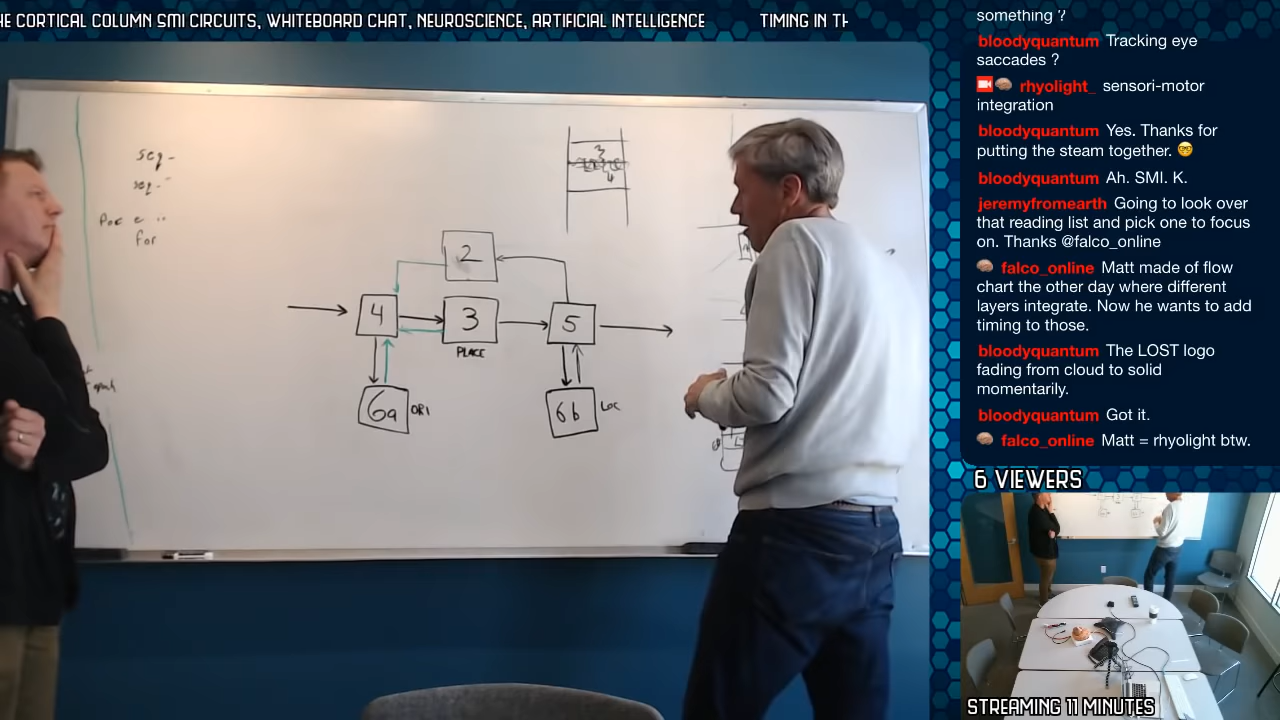 HE CORTICAL COLUMN SMI CIRCUITS, WHITEBOARD CHAT, NEUROSCIENCE, ARTIFICIAL INTELLIGENCE
TIMING IN TH
something ?
bloodyquantum Tracking eye
saccades ?
rhyolight_ sensori-motor
integration
bloodyquantum Yes. Thanks for
putting the steam together. 🤓
bloodyquantum Ah. SMI. K.
jeremyfromearth Going to look over
that reading list and pick one to focus
on. Thanks @falco_online
falco_online Matt made of flow
chart the other day where different
layers integrate. Now he wants to add
timing to those.
bloodyquantum The LOST logo
fading from cloud to solid
momentarily.
bloodyquantum Got it.
falco_online Matt = rhyolight btw.
6 VIEWERS
STREAMING 11 MINUTES
seq-
seq-
for
3
4
2
4
3
5
PLACE
6a ORI
6b LOC